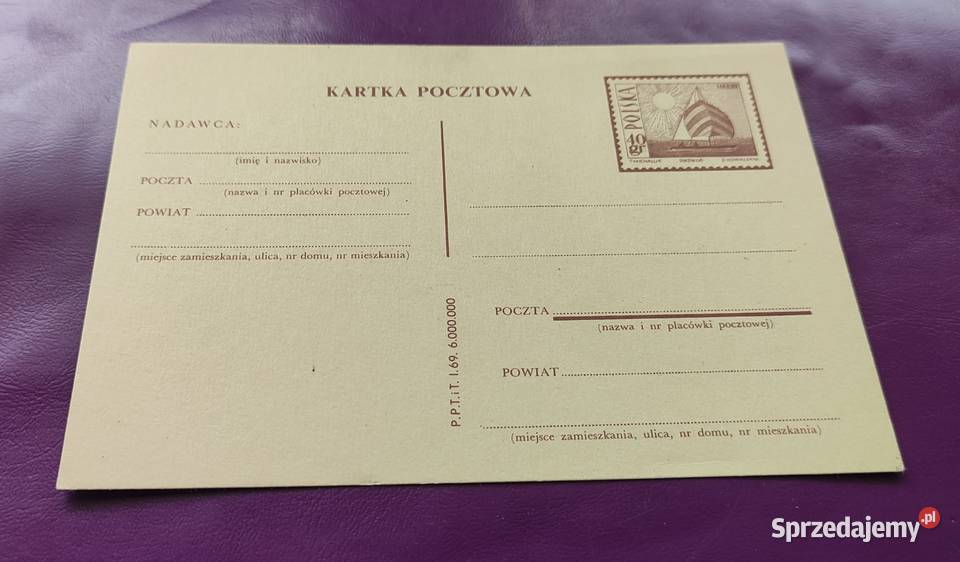 KARTKA POCZTOWA
NADAWCA:
(imię i nazwisko)
POCZTA
(nazwa i nr placówki pocztowej)
POWIAT
(miejsce zamieszkania, ulica, nr domu, nr mieszkania)
POLSKA
40 gr
P.P.T.iT. I.69. 6.000.000
POCZTA
(nazwa i nr placówki pocztowej)
POWIAT
(miejsce zamieszkania, ulica, nr domu, nr mieszkania)
Sprzedajemy.pl